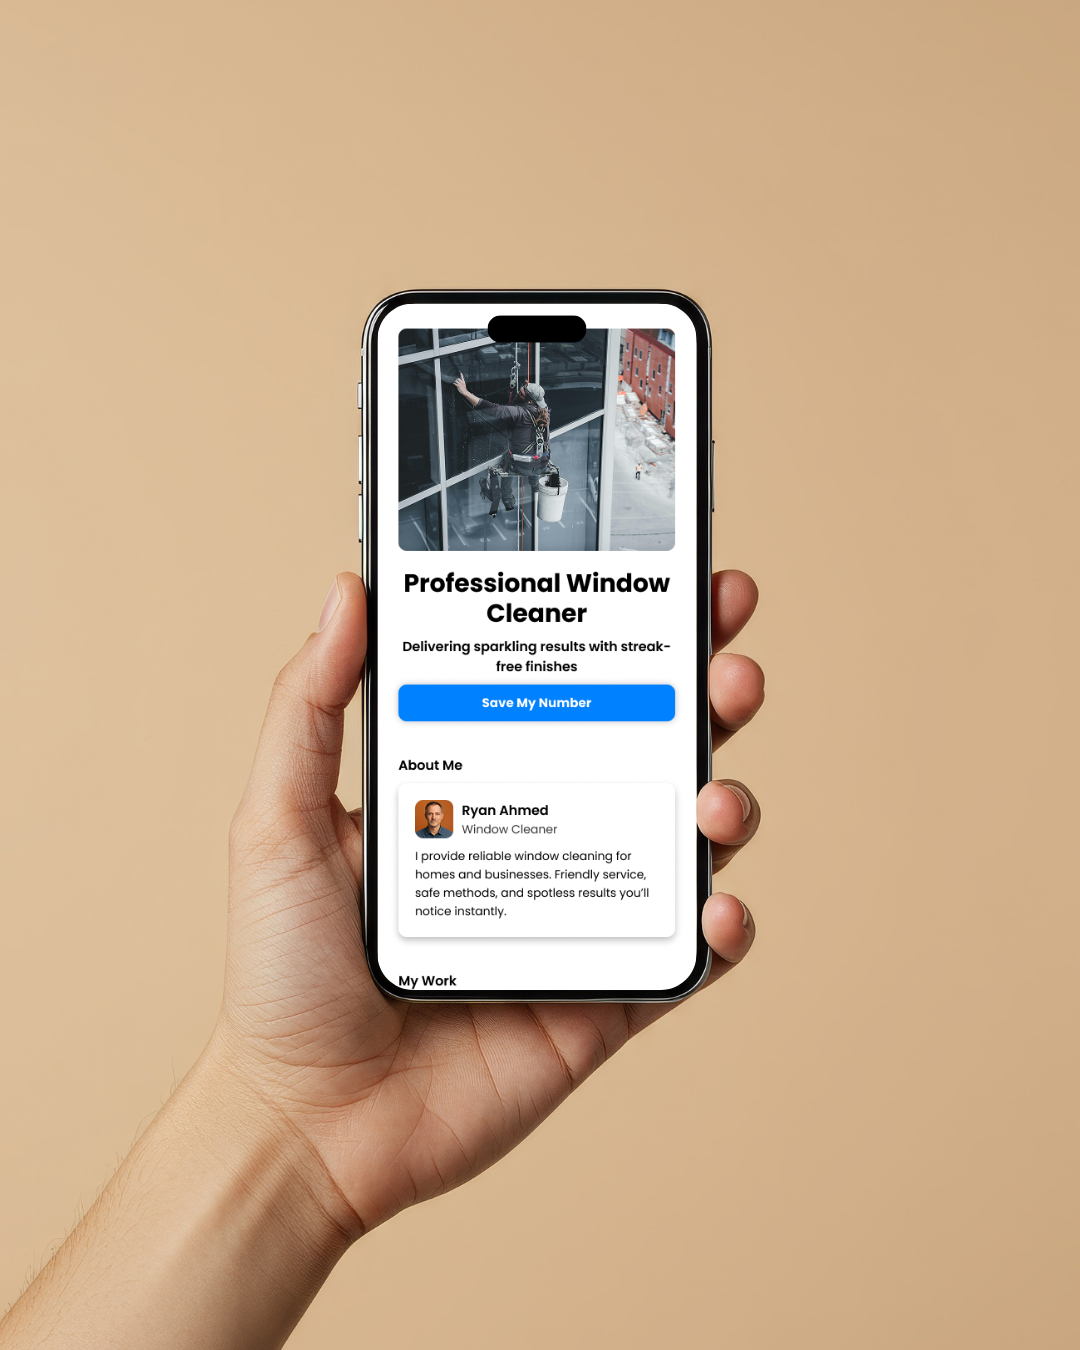 Professional Window
Cleaner
Delivering sparkling results with streak-
free finishes
Save My Number
About Me
Ryan Ahmed
Window Cleaner
I provide reliable window cleaning for
homes and businesses. Friendly service,
safe methods, and spotless results you’ll
notice instantly.
My Work